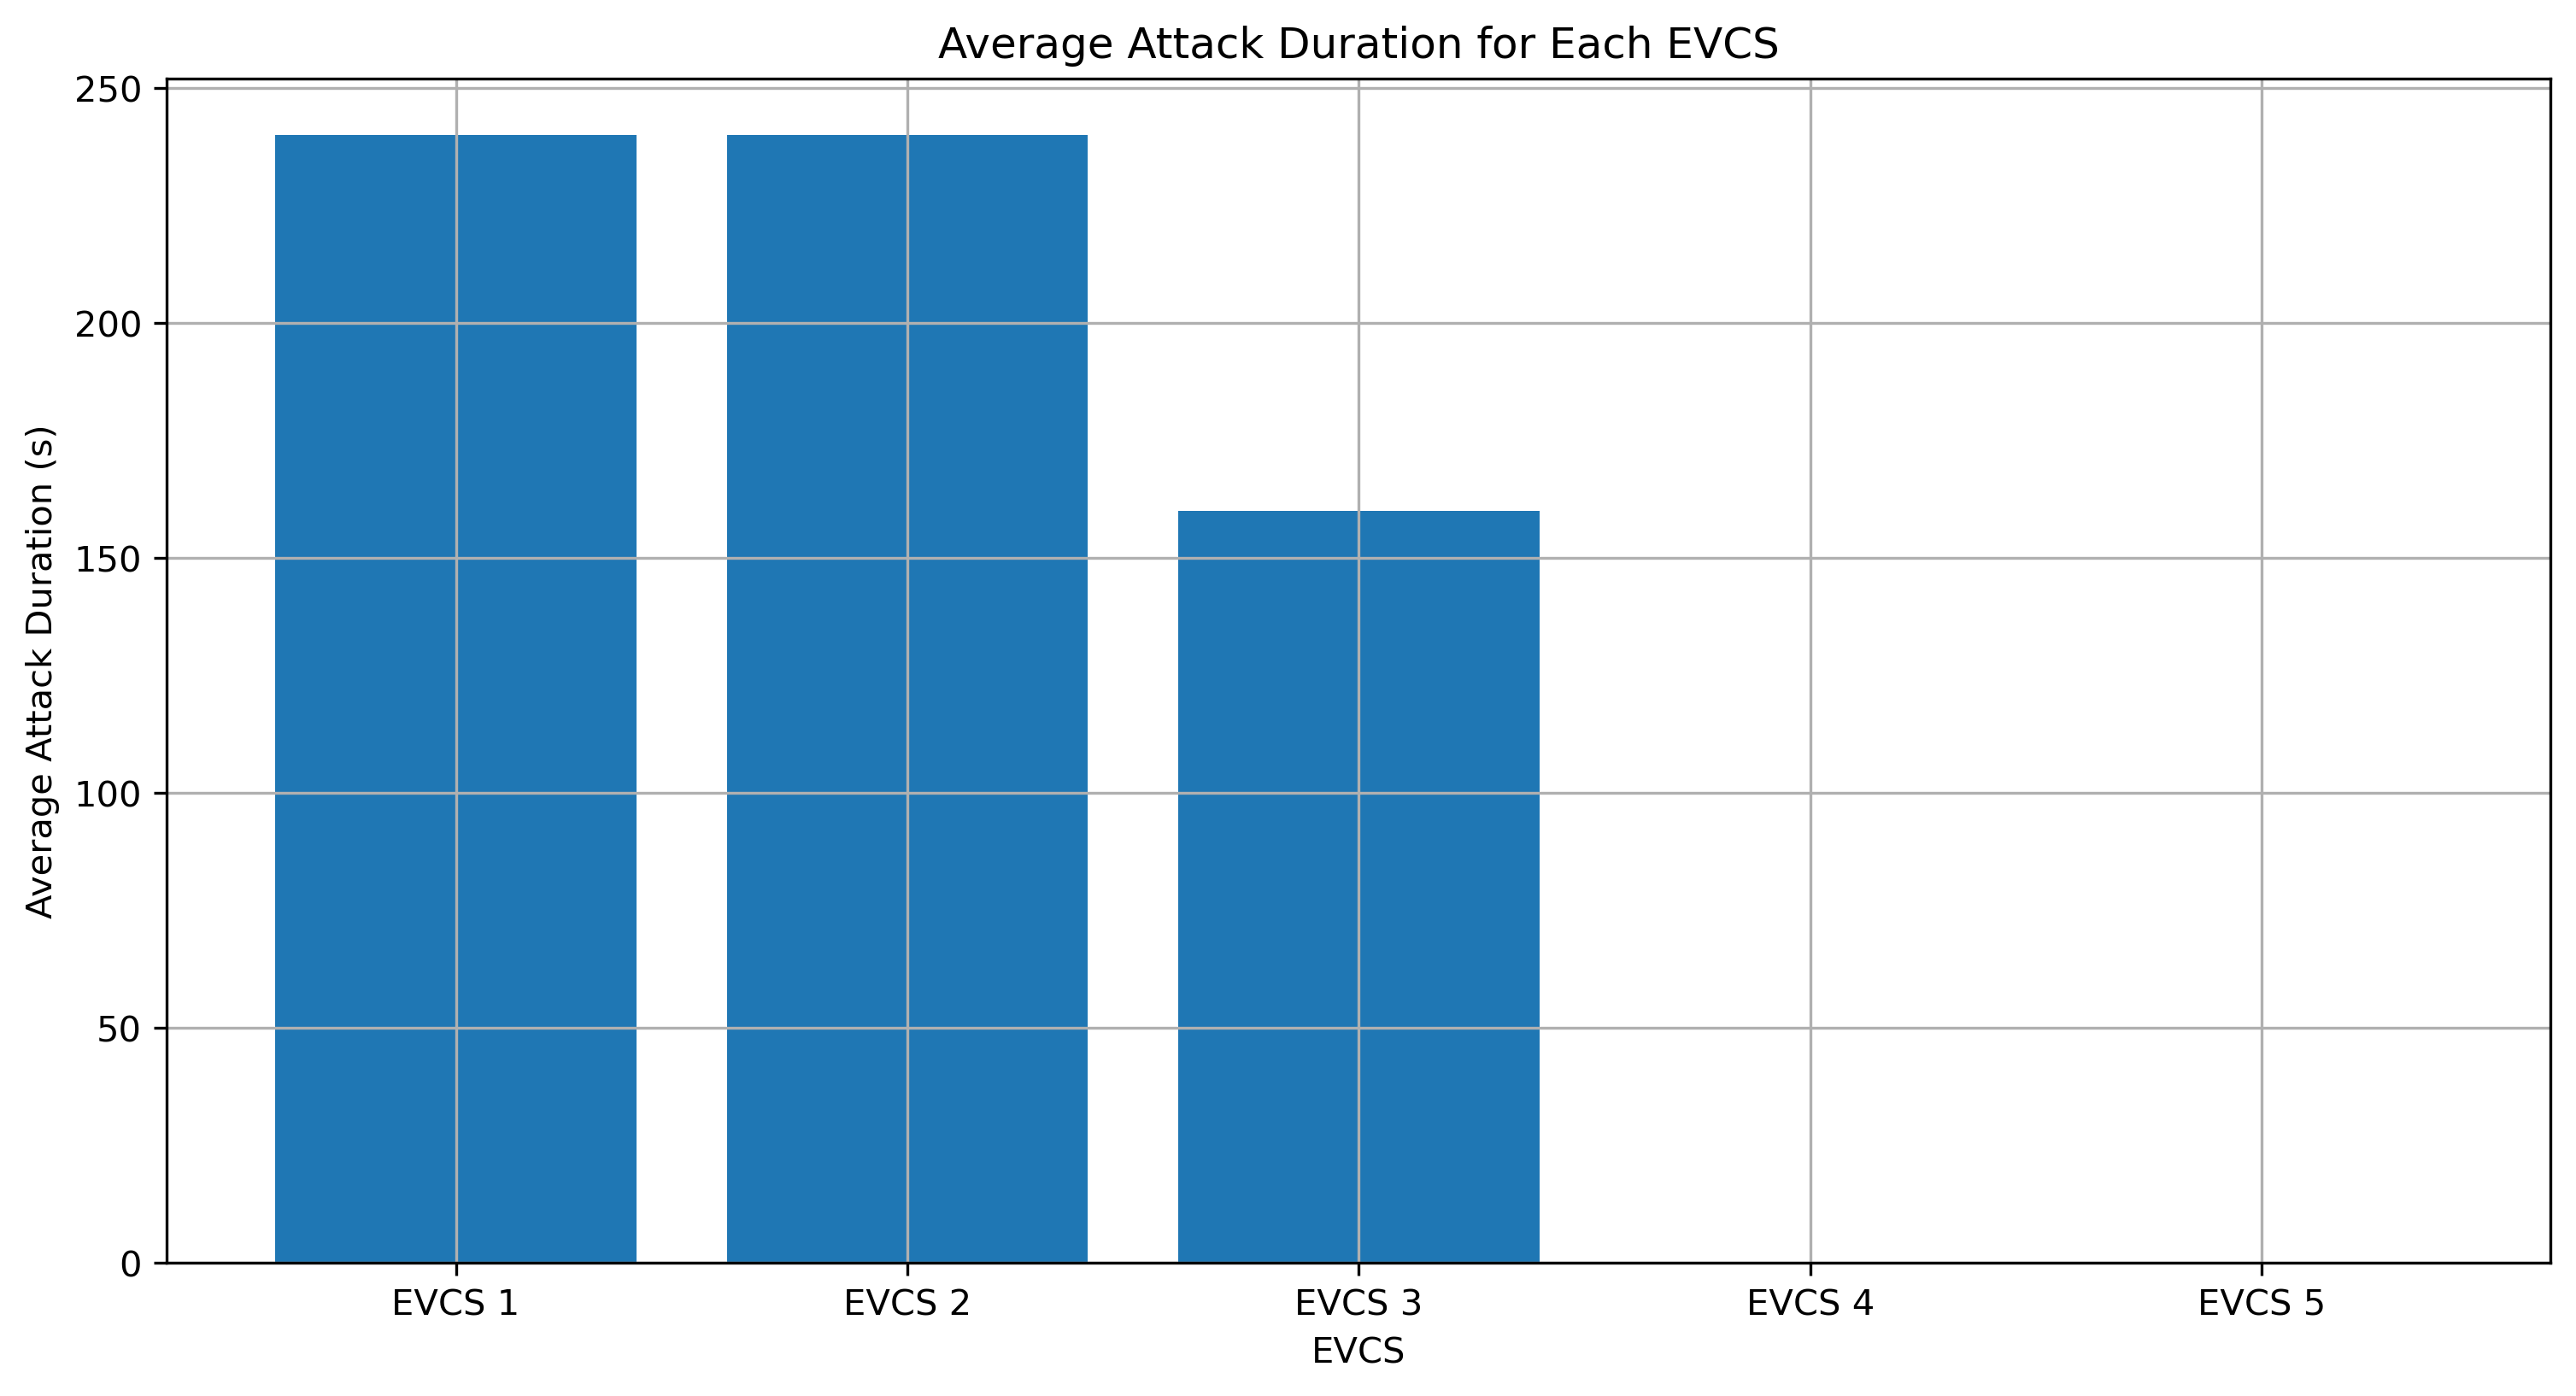 Average Attack Duration for Each EVCS
Average Attack Duration (s)
250
200
150
100
50
0
EVCS 1 EVCS 2 EVCS 3 EVCS 4 EVCS 5
EVCS